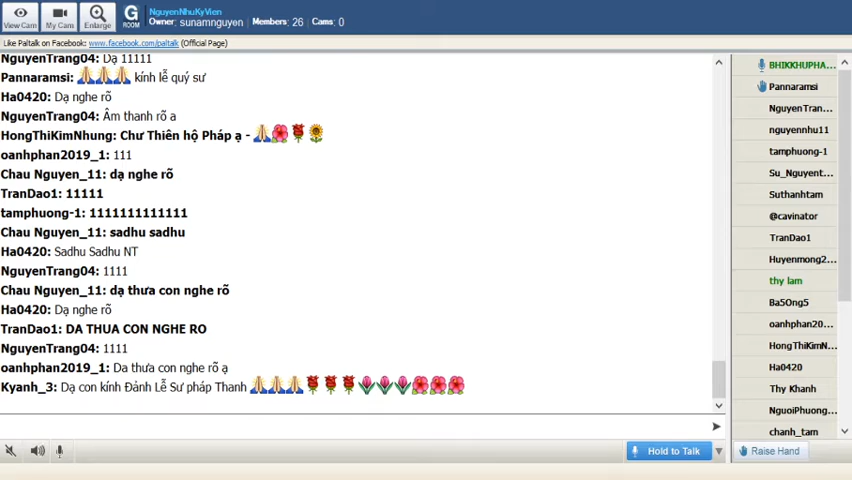 NguyenNhuKyVien
Owner: sunamnguyen Members: 26 Cams: 0
View Cam My Cam Enlarge G ROOM
Like Paltalk on Facebook: www.facebook.com/paltalk (Official Page)
NguyenTrang04: Dạ 11111
Pannaramsi: kính lễ quý sư
Ha0420: Dạ nghe rõ
NguyenTrang04: Âm thanh rõ a
HongThiKimNhung: Chư Thiên hộ Pháp ạ -
oanhphan2019_1: 111
Chau Nguyen_11: dạ nghe rõ
TranDao1: 11111
tamphuong-1: 1111111111111
Chau Nguyen_11: sadhu sadhu
Ha0420: Sadhu Sadhu NT
NguyenTrang04: 1111
Chau Nguyen_11: dạ thưa con nghe rõ
Ha0420: Dạ nghe rõ
TranDao1: DA THUA CON NGHE RO
NguyenTrang04: 1111
oanhphan2019_1: Da thưa con nghe rõ ạ
Kyanh_3: Dạ con kính Đảnh Lễ Sư pháp Thanh
BHIKKHUPHA...
Pannaramsi
NguyenTran...
nguyennhu11
tamphuong-1
Su_Nguyent...
Suthanhtam
@cavinator
TranDao1
Huyenmong2...
thy lam
Ba5Ong5
oanhphan20...
HongThiKimN...
Ha0420
Thy Khanh
NguoiPhuong...
chanh_tam
Hold to Talk
Raise Hand